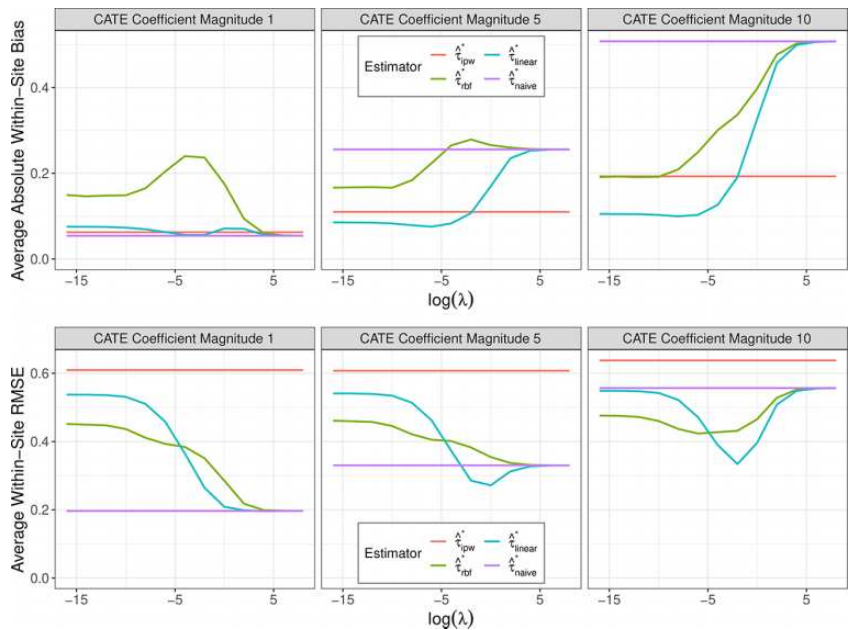 CATE Coefficient Magnitude 1
CATE Coefficient Magnitude 5
CATE Coefficient Magnitude 10
Average Absolute Within-Site Bias
0.4
0.2
0.0
Estimator
τ̂*ipw
τ̂*linear
τ̂*rbf
τ̂*naive
-15 -5 5
-15 -5 5
-15 -5 5
log(λ)
CATE Coefficient Magnitude 1
CATE Coefficient Magnitude 5
CATE Coefficient Magnitude 10
Average Within-Site RMSE
0.6
0.4
0.2
0.0
Estimator
τ̂*ipw
τ̂*linear
τ̂*rbf
τ̂*naive
-15 -5 5
-15 -5 5
-15 -5 5
log(λ)